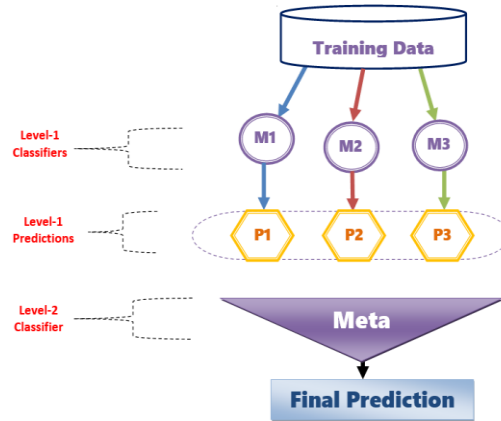 Training Data
Level-1
Classifiers
M1 M2 M3
Level-1
Predictions
P1 P2 P3
Level-2
Classifier
Meta
Final Prediction